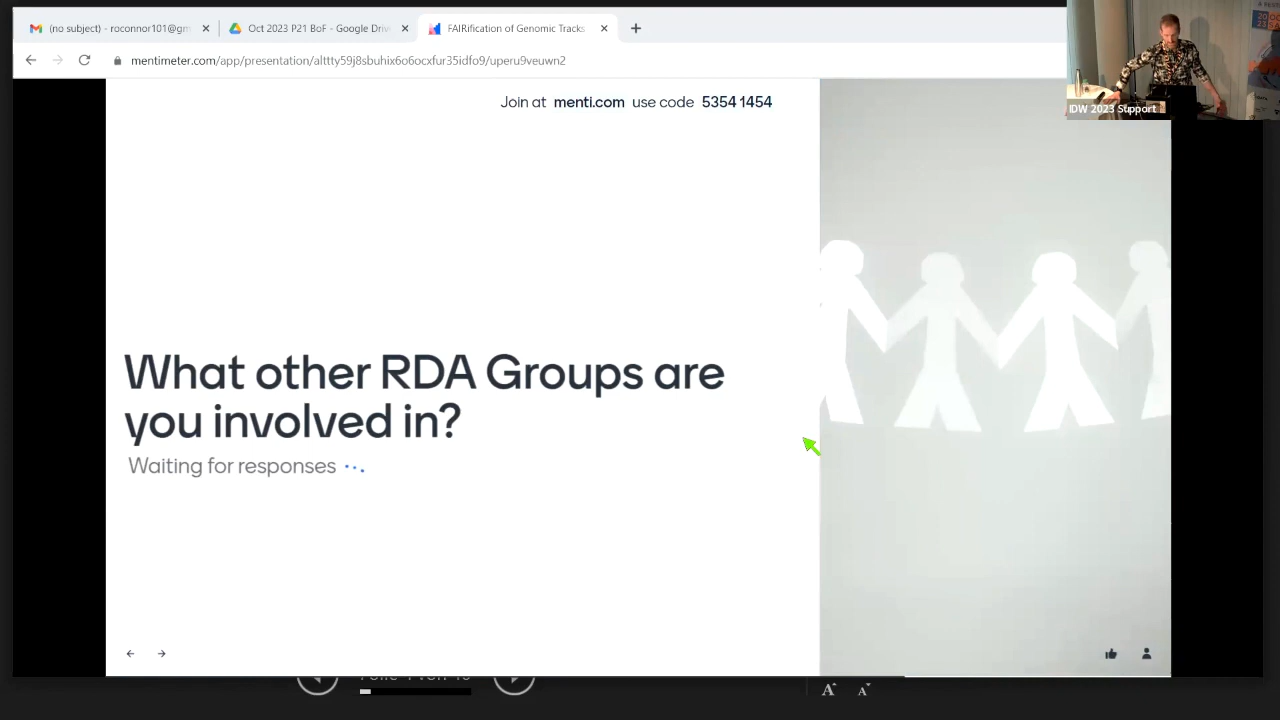 (no subject) - roconnor101@gm
Oct 2023 P21 BoF - Google Driv
FAIRification of Genomic Tracks
mentimeter.com/app/presentation/alttty59j8sbuhix6o6ocxfur35idfo9/uperu9veuwn2
IDW 2023 Support
Join at menti.com use code 5354 1454
What other RDA Groups are
you involved in?
Waiting for responses
A A